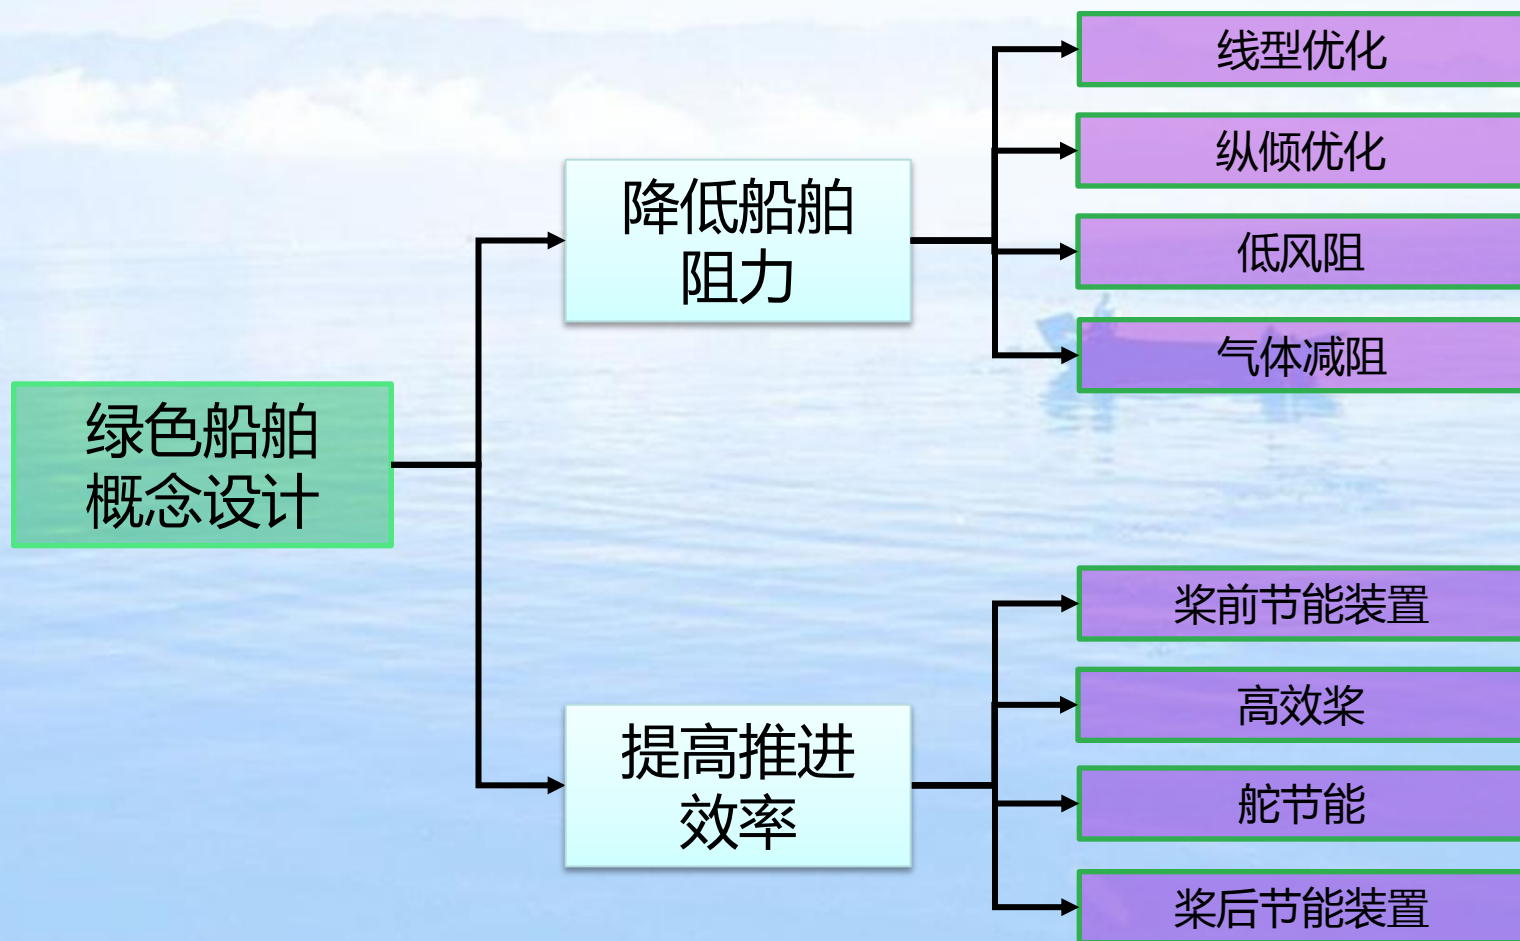 绿色船舶
概念设计
降低船舶
阻力
线型优化
纵倾优化
低风阻
气体减阻
提高推进
效率
桨前节能装置
高效桨
舵节能
桨后节能装置